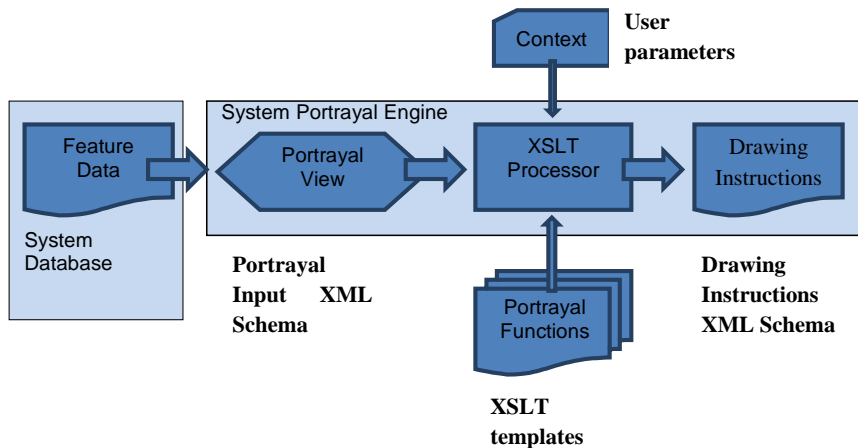 Context
User
parameters
System Portrayal Engine
Feature
Data
Portrayal
View
XSLT
Processor
Drawing
Instructions
System
Database
Portrayal
Input XML
Schema
Portrayal
Functions
Drawing
Instructions
XML Schema
XSLT
templates